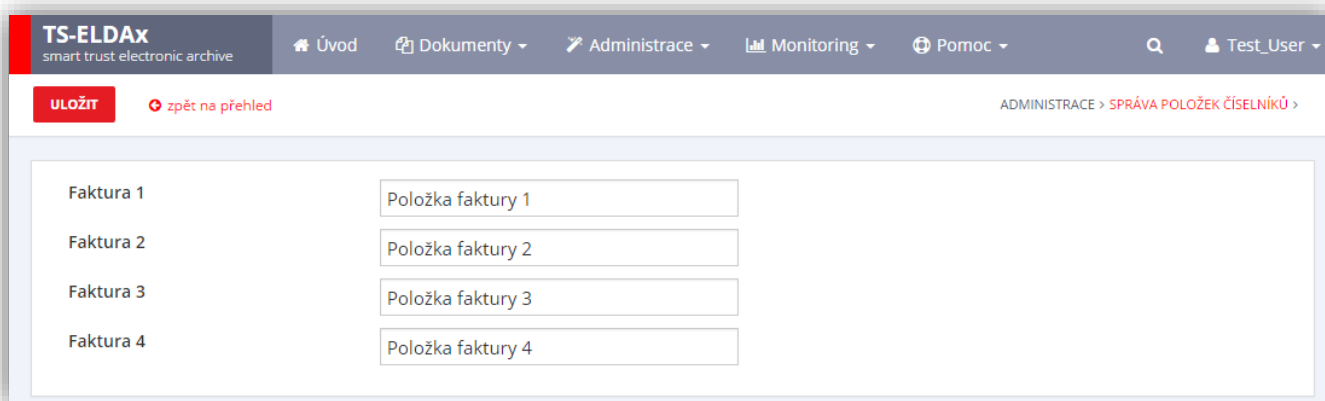 TS-ELDAx
smart trust electronic archive
Úvod
Dokumenty
Administrace
Monitoring
Pomoc
Test_User
ULOŽIT
zpět na přehled
ADMINISTRACE > SPRÁVA POLOŽEK ČÍSELNÍKŮ >
Faktura 1
Položka faktury 1
Faktura 2
Položka faktury 2
Faktura 3
Položka faktury 3
Faktura 4
Položka faktury 4